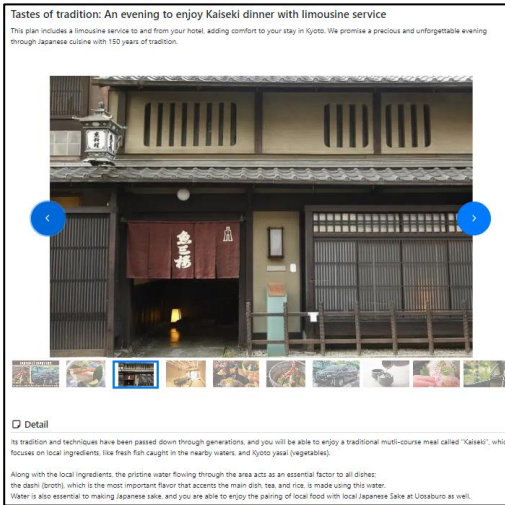 Tastes of tradition: An evening to enjoy Kaiseki dinner with limousine service
This plan includes a limousine service to and from your hotel, adding comfort to your stay in Kyoto. We promise a precious and unforgettable evening
through Japanese cuisine with 150 years of tradition.
魚三楼
Detail
Its tradition and techniques have been passed down through generations, and you will be able to enjoy a traditional mutli-course meal called "Kaiseki", whic
focuses on local ingredients, like fresh fish caught in the nearby waters, and Kyoto yasai (vegetables).
Along with the local ingredients, the pristine water flowing through the area acts as an essential factor to all dishes;
the dashi (broth), which is the most important flavor that accents the main dish, tea, and rice, is made using this water.
Water is also essential to making Japanese sake, and you are able to enjoy the pairing of local food with local Japanese Sake at Uosaburo as well.